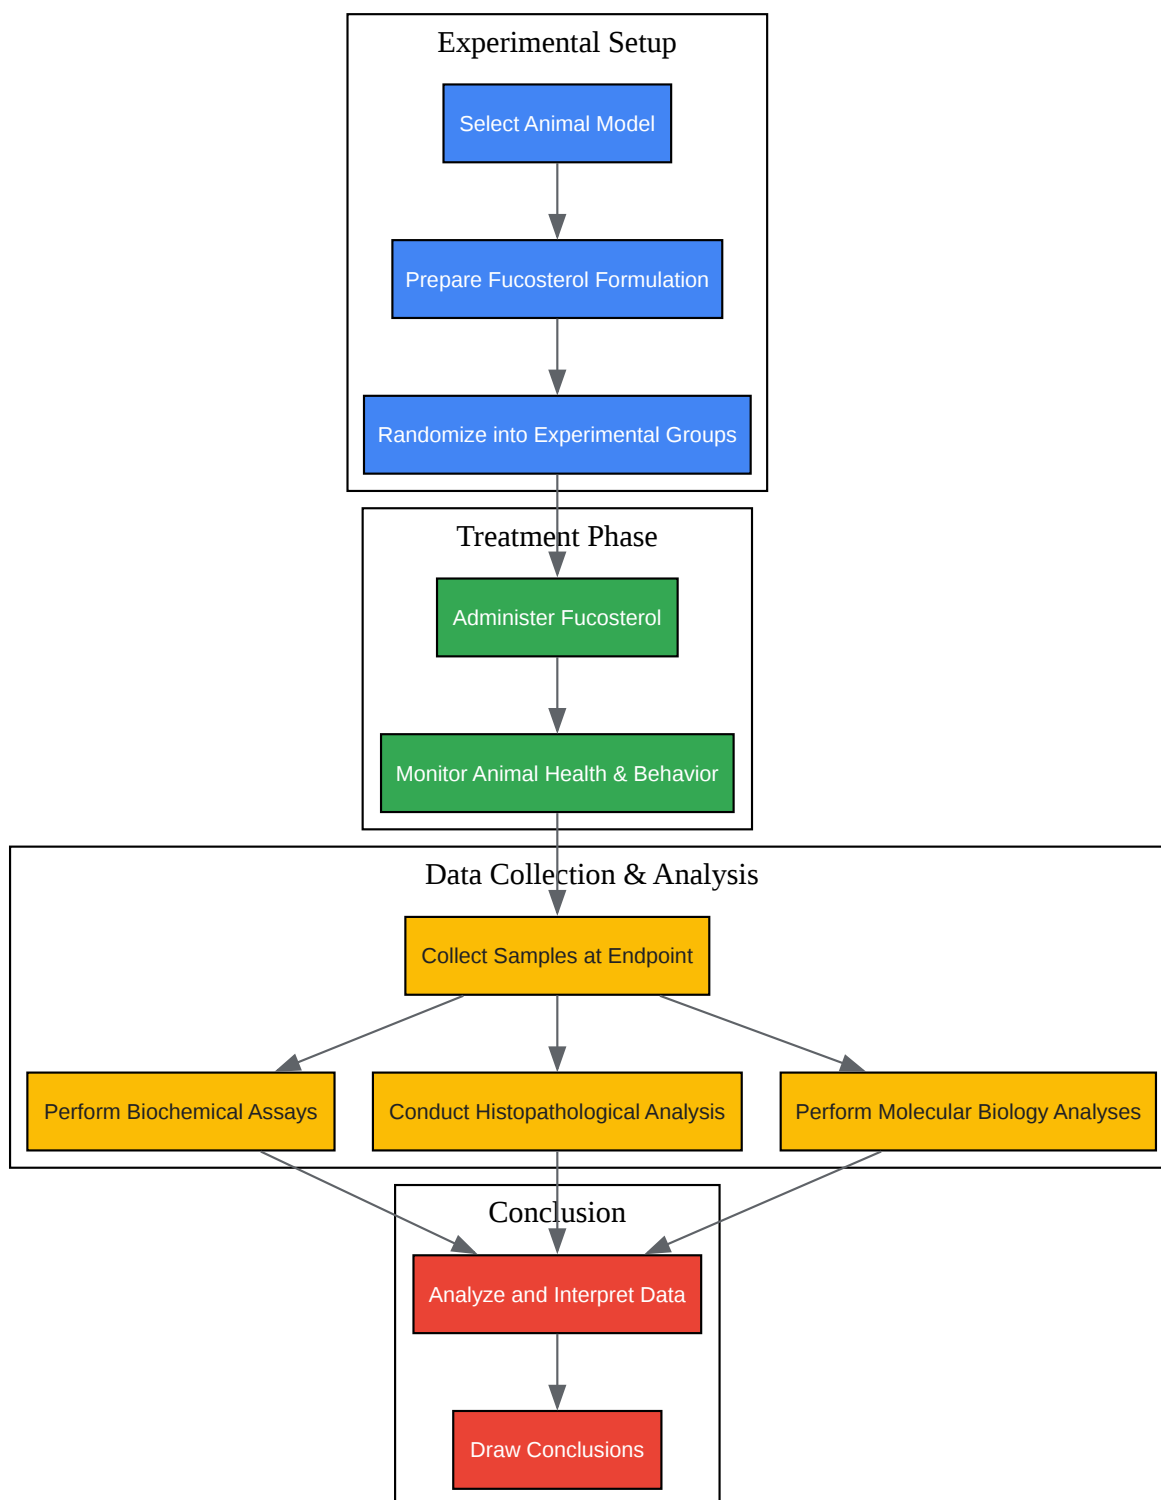 Experimental Setup
Select Animal Model
Prepare Fucosterol Formulation
Randomize into Experimental Groups
Treatment Phase
Administer Fucosterol
Monitor Animal Health & Behavior
Data Collection & Analysis
Collect Samples at Endpoint
Perform Biochemical Assays
Conduct Histopathological Analysis
Perform Molecular Biology Analyses
Conclusion
Analyze and Interpret Data
Draw Conclusions